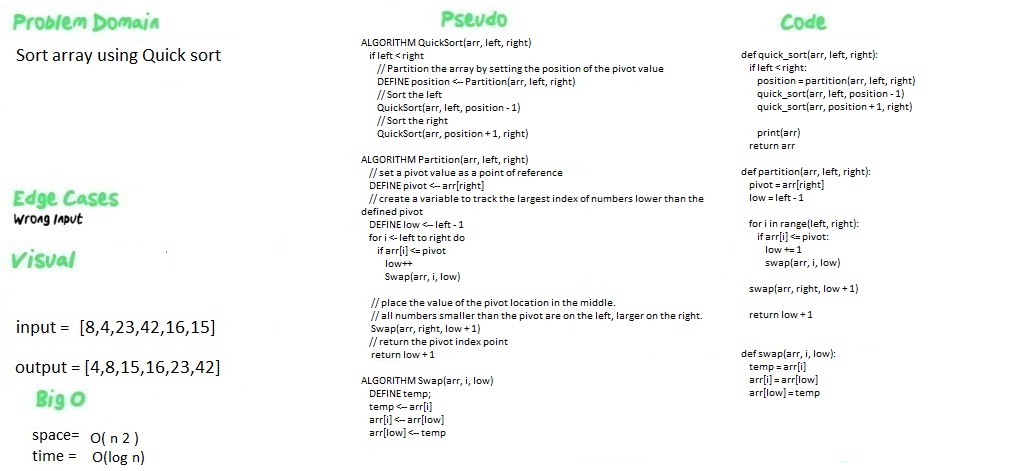 Problem Domain
Sort array using Quick sort
Edge Cases
Wrong Input
Visual
input = [8,4,23,42,16,15]
output = [4,8,15,16,23,42]
Big O
space= O( n 2 )
time = O(log n)
Pseudo
ALGORITHM QuickSort(arr, left, right)
if left < right
// Partition the array by setting the position of the pivot value
DEFINE position <-- Partition(arr, left, right)
// Sort the left
QuickSort(arr, left, position - 1)
// Sort the right
QuickSort(arr, position + 1, right)
ALGORITHM Partition(arr, left, right)
// set a pivot value as a point of reference
DEFINE pivot <-- arr[right]
// create a variable to track the largest index of numbers lower than the
defined pivot
DEFINE low <-- left - 1
for i <- left to right do
if arr[i] <= pivot
low++
Swap(arr, i, low)
// place the value of the pivot location in the middle.
// all numbers smaller than the pivot are on the left, larger on the right.
Swap(arr, right, low + 1)
// return the pivot index point
return low + 1
ALGORITHM Swap(arr, i, low)
DEFINE temp;
temp <-- arr[i]
arr[i] <-- arr[low]
arr[low] <-- temp
Code
def quick_sort(arr, left, right):
if left < right:
position = partition(arr, left, right)
quick_sort(arr, left, position - 1)
quick_sort(arr, position + 1, right)
print(arr)
return arr
def partition(arr, left, right):
pivot = arr[right]
low = left - 1
for i in range(left, right):
if arr[i] <= pivot:
low += 1
swap(arr, i, low)
swap(arr, right, low + 1)
return low + 1
def swap(arr, i, low):
temp = arr[i]
arr[i] = arr[low]
arr[low] = temp